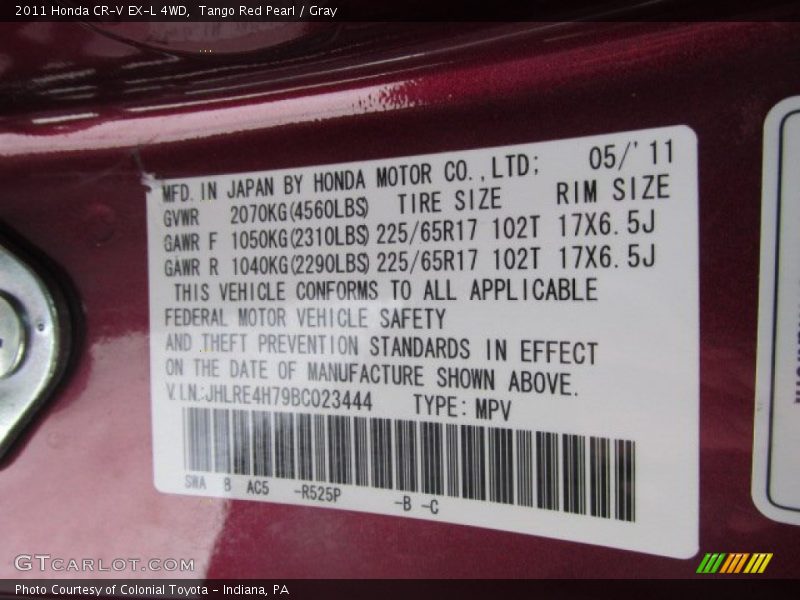 2011 Honda CR-V EX-L 4WD,  Tango Red Pearl / Gray
MFD. IN JAPAN BY HONDA MOTOR CO.,LTD; 05/'11
GVWR 2070KG(4560LBS) TIRE SIZE RIM SIZE
GAWR F 1050KG(2310LBS) 225/65R17 102T 17X6.5J
GAWR R 1040KG(2290LBS) 225/65R17 102T 17X6.5J
THIS VEHICLE CONFORMS TO ALL APPLICABLE
FEDERAL MOTOR VEHICLE SAFETY
AND THEFT PREVENTION STANDARDS IN EFFECT
ON THE DATE OF MANUFACTURE SHOWN ABOVE.
V.I.N.:JHLRE4H79BC023444 TYPE: MPV
SWA B AC5 -R525P -B -C
GTCARLOT.COM
Photo Courtesy of Colonial Toyota - Indiana, PA